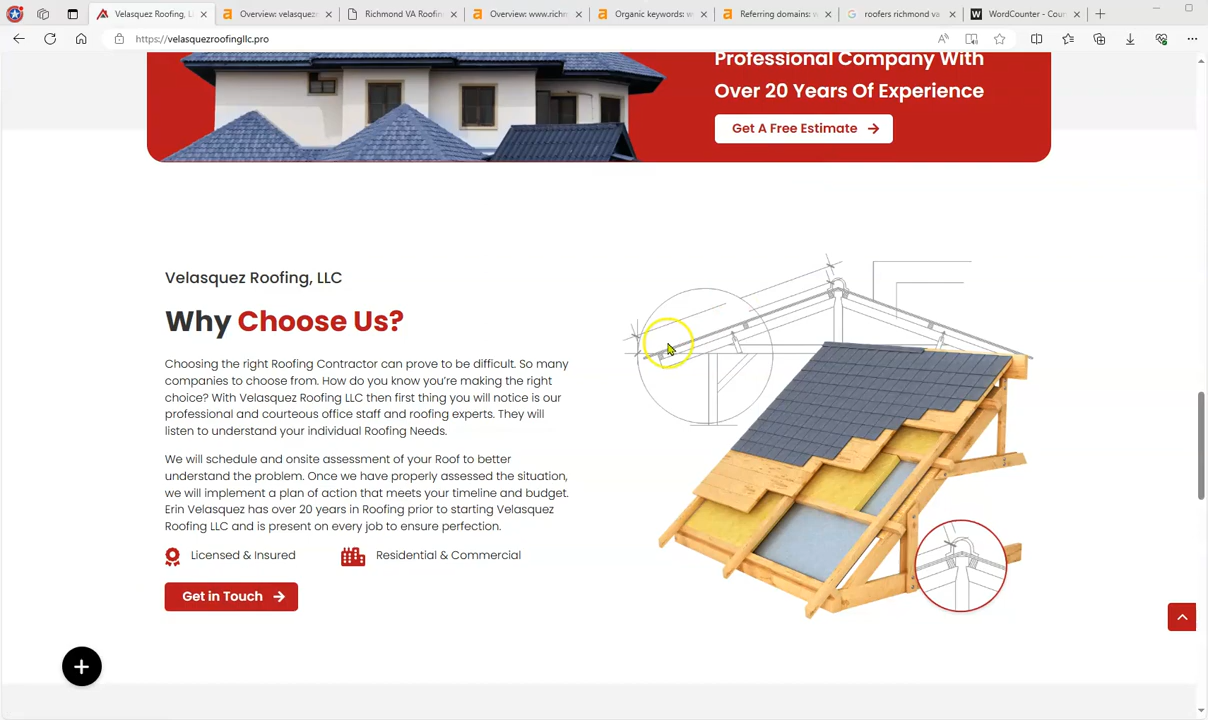 Velasquez Roofing, L
Overview: velasquez
Richmond VA Roofin
Overview: www.rich
Organic keywords: w
Referring domains: w
roofers richmond va
WordCounter - Cou
https://velasquezroofingllc.pro
Professional Company With
Over 20 Years Of Experience
Get A Free Estimate
Velasquez Roofing, LLC
Why Choose Us?
Choosing the right Roofing Contractor can prove to be difficult. So many
companies to choose from. How do you know you're making the right
choice? With Velasquez Roofing LLC then first thing you will notice is our
professional and courteous office staff and roofing experts. They will
listen to understand your individual Roofing Needs.
We will schedule and onsite assessment of your Roof to better
understand the problem. Once we have properly assessed the situation,
we will implement a plan of action that meets your timeline and budget.
Erin Velasquez has over 20 years in Roofing prior to starting Velasquez
Roofing LLC and is present on every job to ensure perfection.
Licensed & Insured
Residential & Commercial
Get in Touch